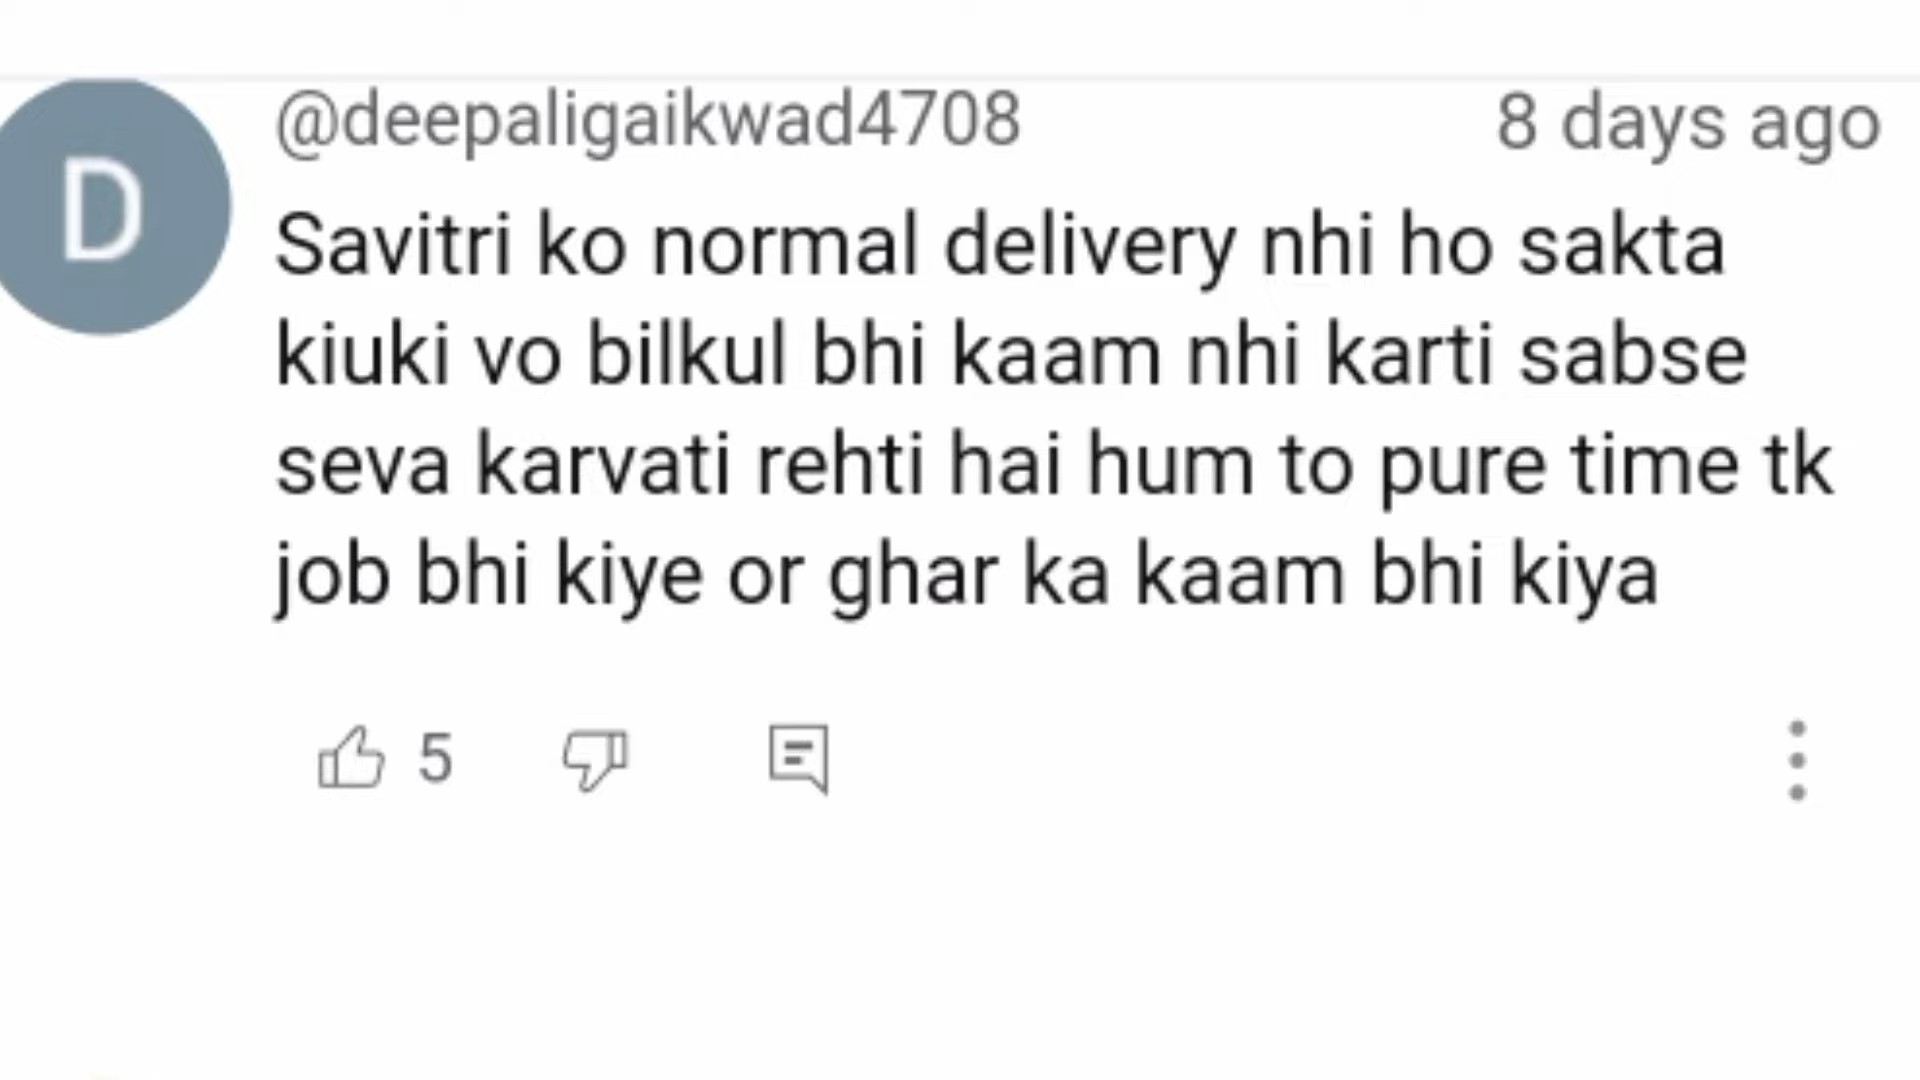 D
@deepaligaikwad4708 8 days ago
Savitri ko normal delivery nhi ho sakta
kiuki vo bilkul bhi kaam nhi karti sabse
seva karvati rehti hai hum to pure time tk
job bhi kiye or ghar ka kaam bhi kiya
5